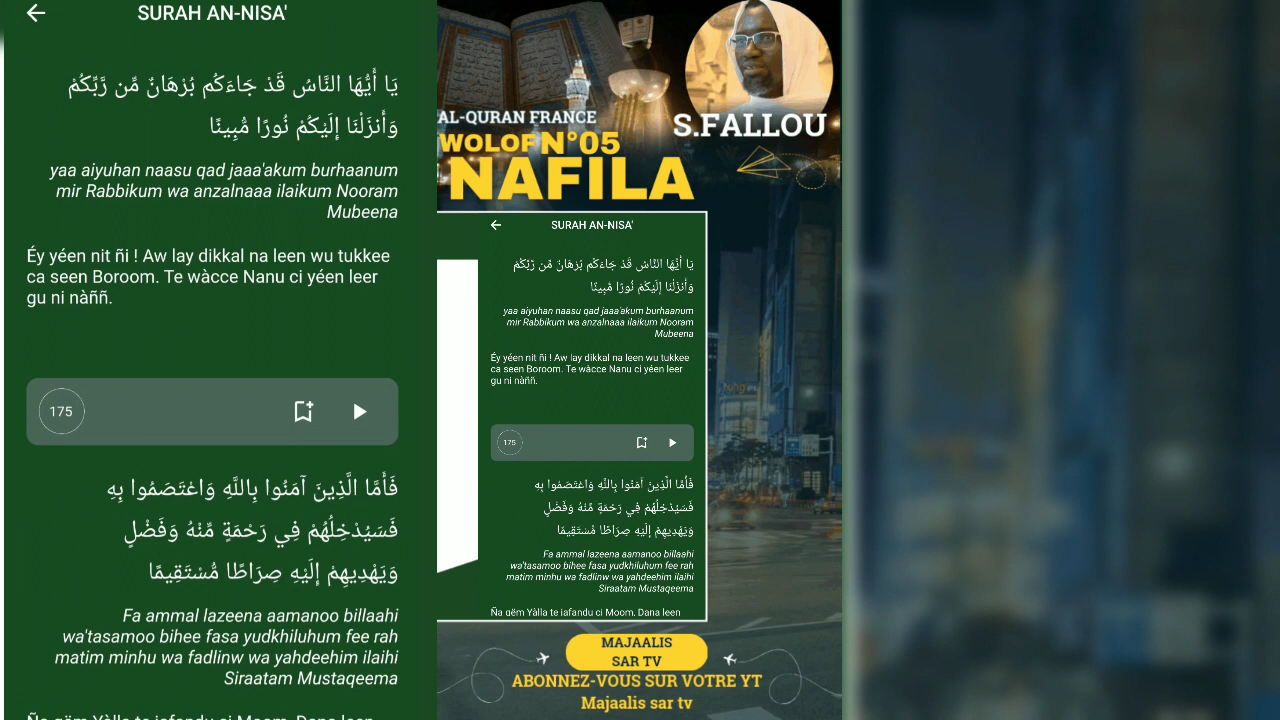 SURAH AN-NISA'
يَا أَيُّهَا النَّاسُ قَدْ جَاءَكُم بُرْهَانٌ مِّن رَّبِّكُمْ
وَأَنزَلْنَا إِلَيْكُمْ نُورًا مُّبِينًا
yaa aiyuhan naasu qad jaaa'akum burhaanum
mir Rabbikum wa anzalnaaa ilaikum Nooram
Mubeena
Éy yéen nit ñi ! Aw lay dikkal na leen wu tukkee
ca seen Boroom. Te wàcce Nanu ci yéen leer
gu ni nàññ.
175
فَأَمَّا الَّذِينَ آمَنُوا بِاللَّهِ وَاعْتَصَمُوا بِهِ
فَسَيُدْخِلُهُمْ فِي رَحْمَةٍ مِّنْهُ وَفَضْلٍ
وَيَهْدِيهِمْ إِلَيْهِ صِرَاطًا مُّسْتَقِيمًا
Fa ammal lazeena aamanoo billaahi
wa'tasamoo bihee fasa yudkhiluhum fee rah
matim minhu wa fadlinw wa yahdeehim ilaihi
Siraatam Mustaqeema
Ña gëm Yàlla te jafandu ci Moom, Dana leen
AL-QURAN FRANCE
S.FALLOU
WOLOF N°05
NAFILA
SURAH AN-NISA'
يَا أَيُّهَا النَّاسُ قَدْ جَاءَكُم بُرْهَانٌ مِّن رَّبِّكُمْ
وَأَنزَلْنَا إِلَيْكُمْ نُورًا مُّبِينًا
yaa aiyuhan naasu qad jaaa'akum burhaanum
mir Rabbikum wa anzalnaaa ilaikum Nooram
Mubeena
Éy yéen nit ñi ! Aw lay dikkal na leen wu tukkee
ca seen Boroom. Te wàcce Nanu ci yéen leer
gu ni nàññ.
175
فَأَمَّا الَّذِينَ آمَنُوا بِاللَّهِ وَاعْتَصَمُوا بِهِ
فَسَيُدْخِلُهُمْ فِي رَحْمَةٍ مِّنْهُ وَفَضْلٍ
وَيَهْدِيهِمْ إِلَيْهِ صِرَاطًا مُّسْتَقِيمًا
Fa ammal lazeena aamanoo billaahi
wa'tasamoo bihee fasa yudkhiluhum fee rah
matim minhu wa fadlinw wa yahdeehim ilaihi
Siraatam Mustaqeema
Ña gëm Yàlla te jafandu ci Moom, Dana leen
MAJAALIS
SAR TV
ABONNEZ-VOUS SUR VOTRE YT
Majaalis sar tv